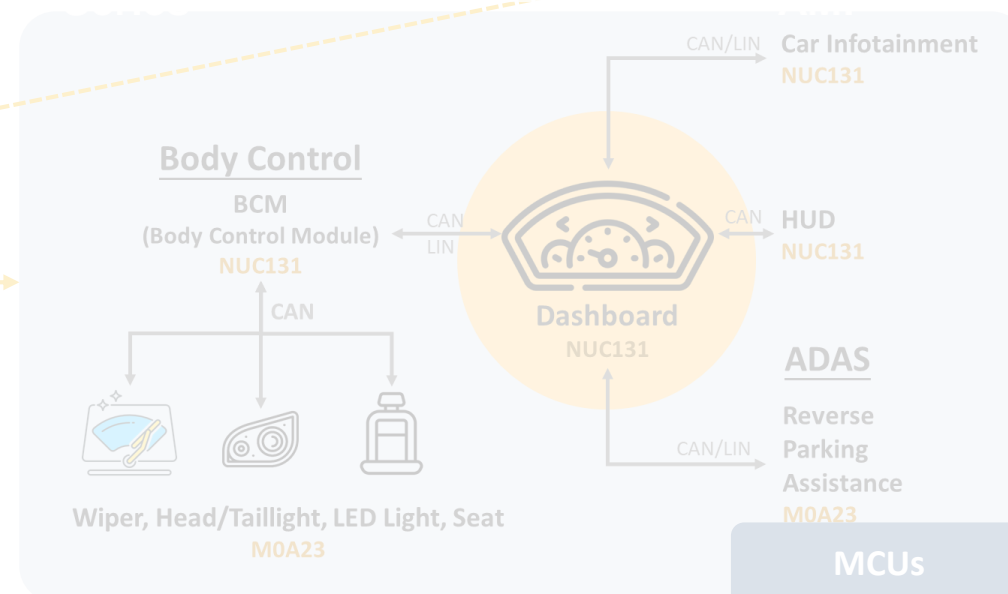 CAN/LIN
Car Infotainment
NUC131
Body Control
BCM
(Body Control Module)
NUC131
CAN
LIN
CAN
HUD
NUC131
CAN
Dashboard
NUC131
ADAS
Reverse
Parking
Assistance
M0A23
CAN/LIN
Wiper, Head/Taillight, LED Light, Seat
M0A23
MCUs